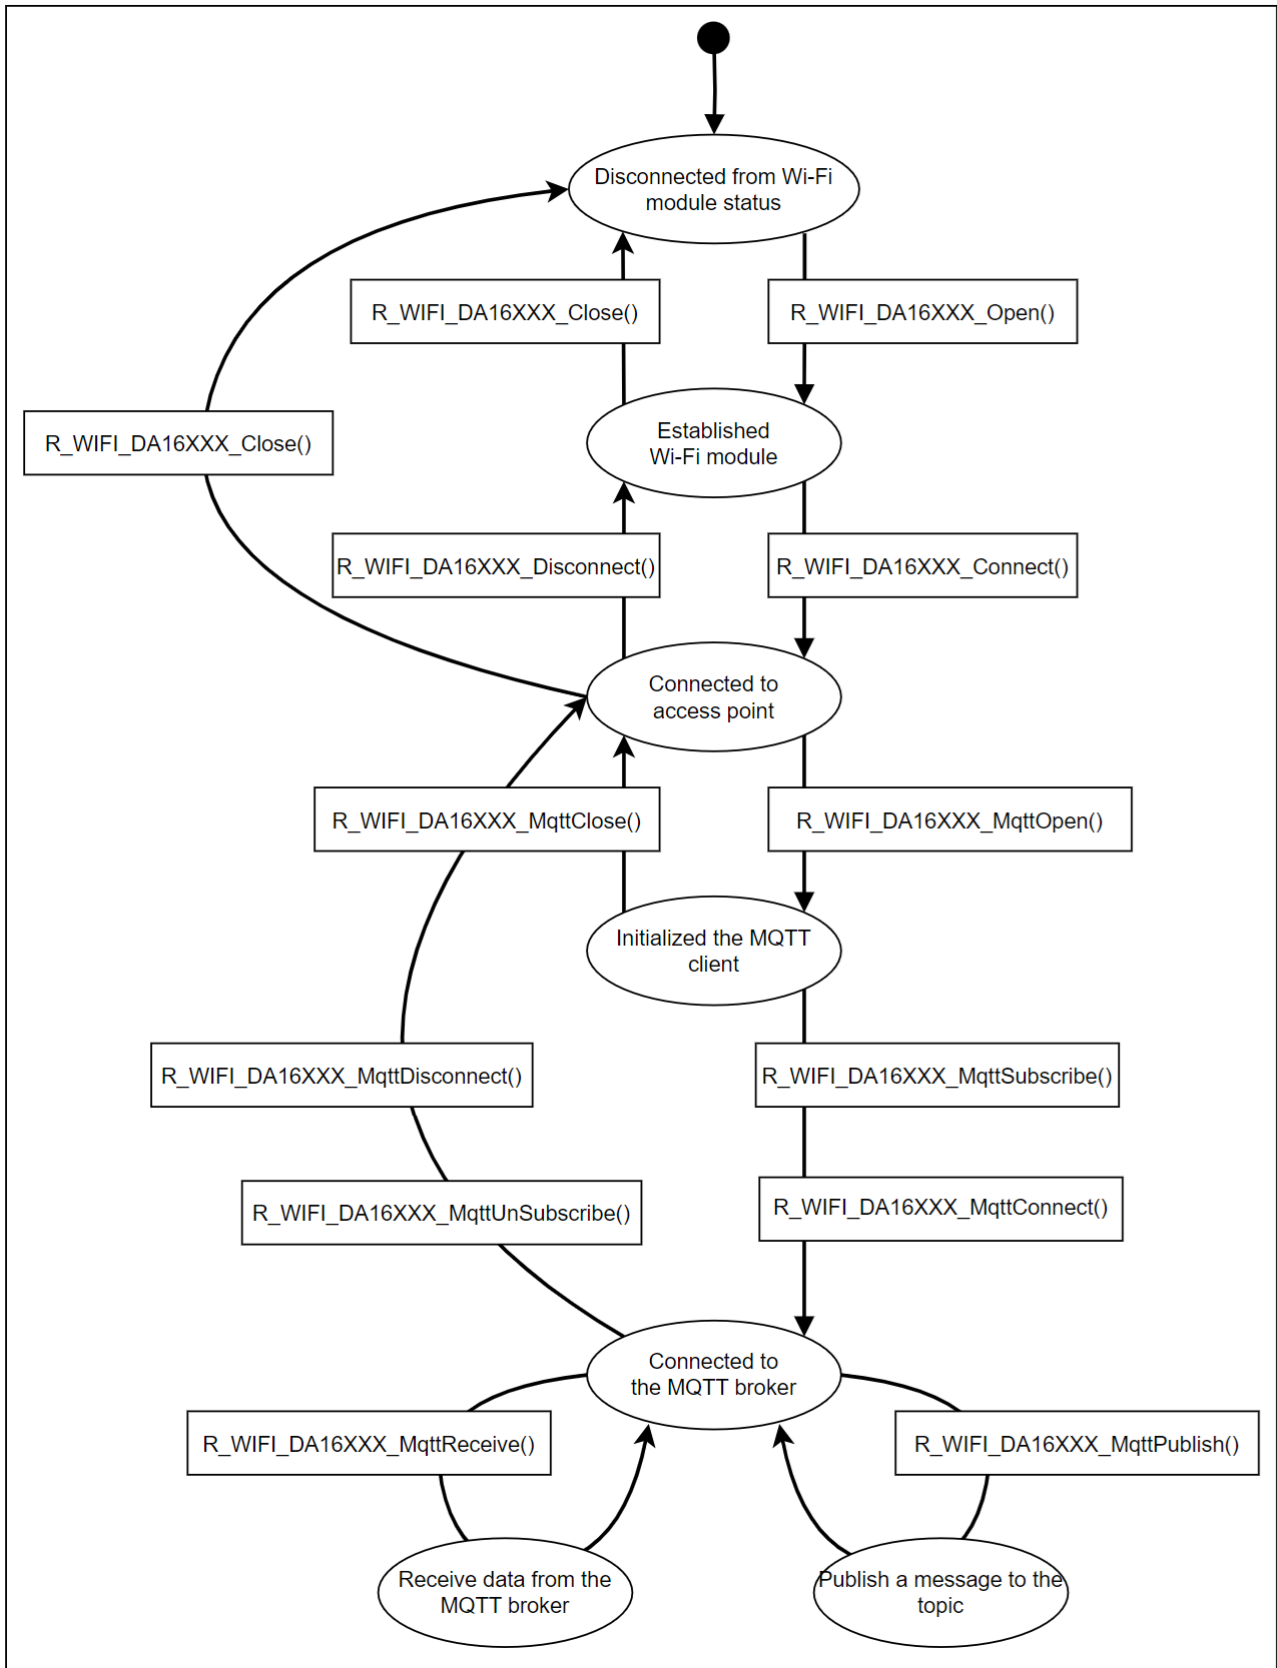 Disconnected from Wi-Fi
module status
R_WIFI_DA16XXX_Close()
R_WIFI_DA16XXX_Open()
R_WIFI_DA16XXX_Close()
Established
Wi-Fi module
R_WIFI_DA16XXX_Disconnect()
R_WIFI_DA16XXX_Connect()
Connected to
access point
R_WIFI_DA16XXX_MqttClose()
R_WIFI_DA16XXX_MqttOpen()
Initialized the MQTT
client
R_WIFI_DA16XXX_MqttDisconnect()
R_WIFI_DA16XXX_MqttSubscribe()
R_WIFI_DA16XXX_MqttUnSubscribe()
R_WIFI_DA16XXX_MqttConnect()
Connected to
the MQTT broker
R_WIFI_DA16XXX_MqttReceive()
R_WIFI_DA16XXX_MqttPublish()
Receive data from the
MQTT broker
Publish a message to the
topic